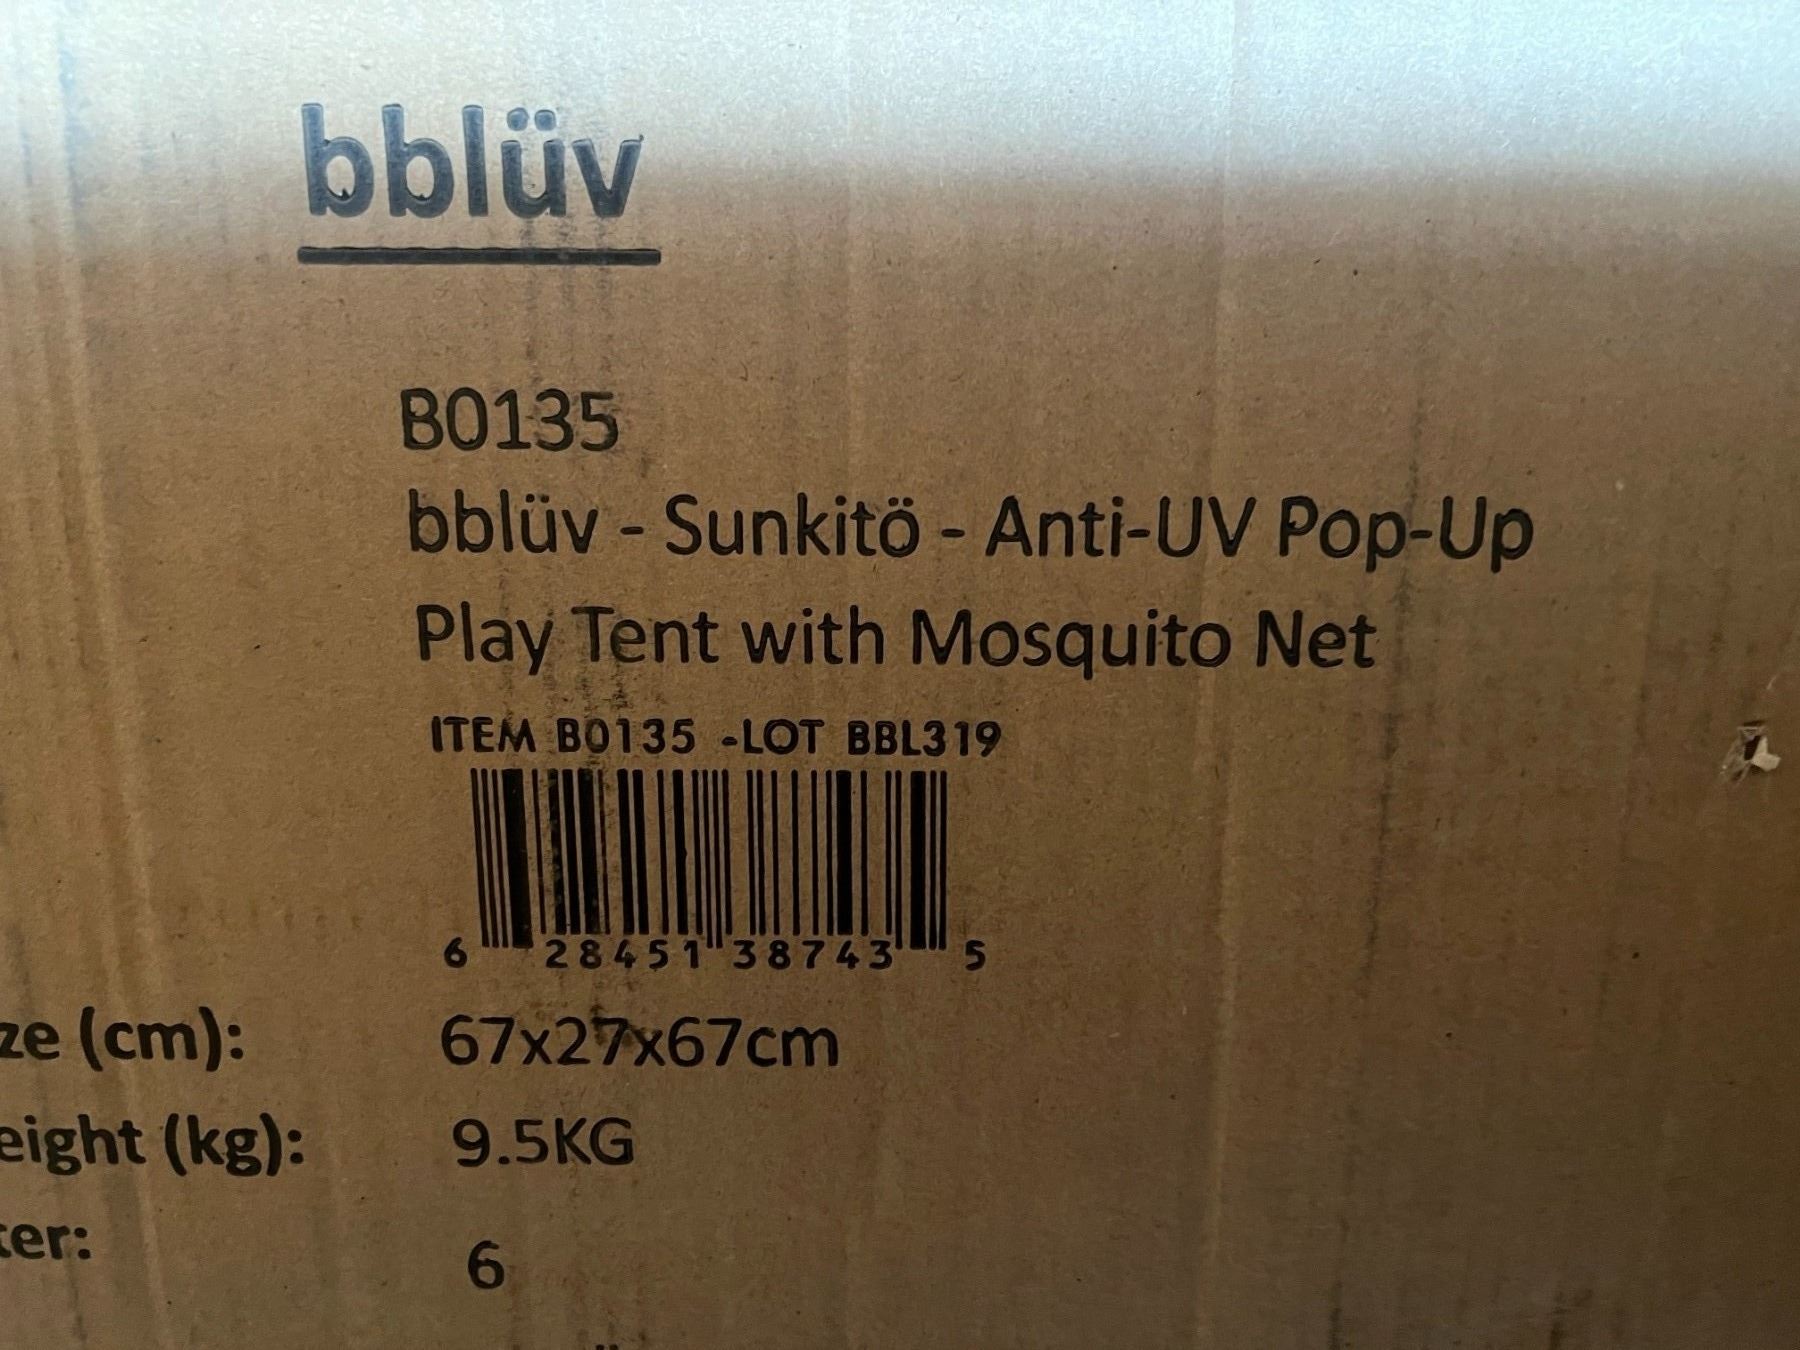 bblüv
B0135
bblüv - Sunkitö - Anti-UV Pop-Up
Play Tent with Mosquito Net
ITEM B0135 -LOT BBL319
6 28451 38743 5
ze (cm): 67x27x67cm
eight (kg): 9.5KG
ter: 6